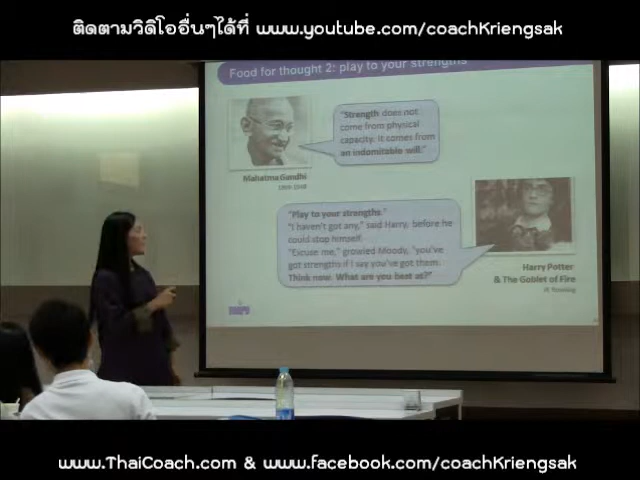 ติดตามวิดิโออื่นๆได้ที่ www.youtube.com/coachKriengsak
Food for thought 2: play to your strengths
"Strength does not
come from physical
capacity. It comes from
an indomitable will."
Mahatma Gandhi
1869-1948
"Play to your strengths."
"I haven't got any," said Harry, before he
could stop himself.
"Excuse me," growled Moody, "you've
got strengths if I say you've got them.
Think now. What are you best at?"
Harry Potter
& The Goblet of Fire
JK Rowling
www.ThaiCoach.com & www.facebook.com/coachKriengsak